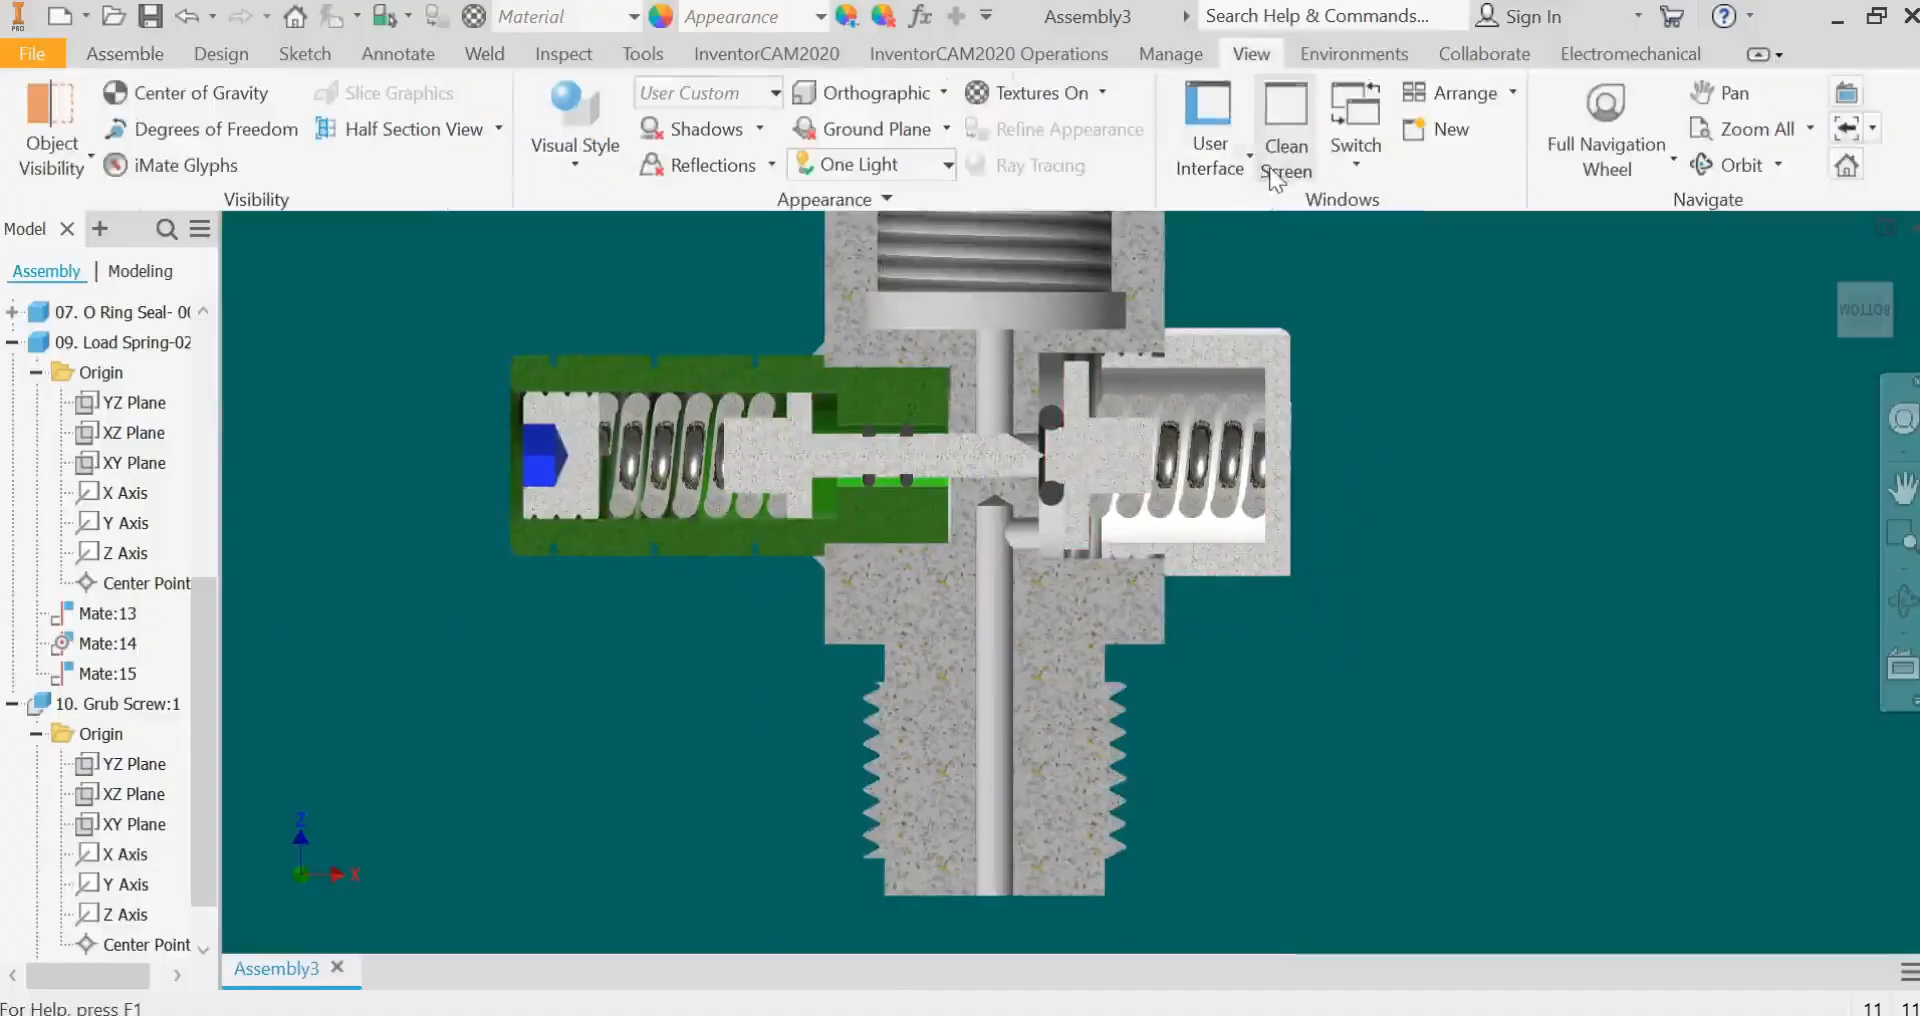 Material
Appearance
Assembly3
Search Help & Commands...
Sign In
PRO
File
Assemble
Design
Sketch
Annotate
Weld
Inspect
Tools
InventorCAM2020
InventorCAM2020 Operations
Manage
View
Environments
Collaborate
Electromechanical
Object
Visibility
Center of Gravity
Degrees of Freedom
iMate Glyphs
Slice Graphics
Half Section View
Visibility
Visual Style
User Custom
Shadows
Reflections
Orthographic
Ground Plane
One Light
Textures On
Refine Appearance
Ray Tracing
Appearance
User
Interface
Clean
Screen
Switch
Arrange
New
Windows
Full Navigation
Wheel
Pan
Zoom All
Orbit
Navigate
Model
Assembly | Modeling
07. O Ring Seal- 00
09. Load Spring-02
Origin
YZ Plane
XZ Plane
XY Plane
X Axis
Y Axis
Z Axis
Center Point
Mate:13
Mate:14
Mate:15
10. Grub Screw:1
Origin
YZ Plane
XZ Plane
XY Plane
X Axis
Y Axis
Z Axis
Center Point
BOTTOM
Z
X
Assembly3
For Help, press F1
11 11